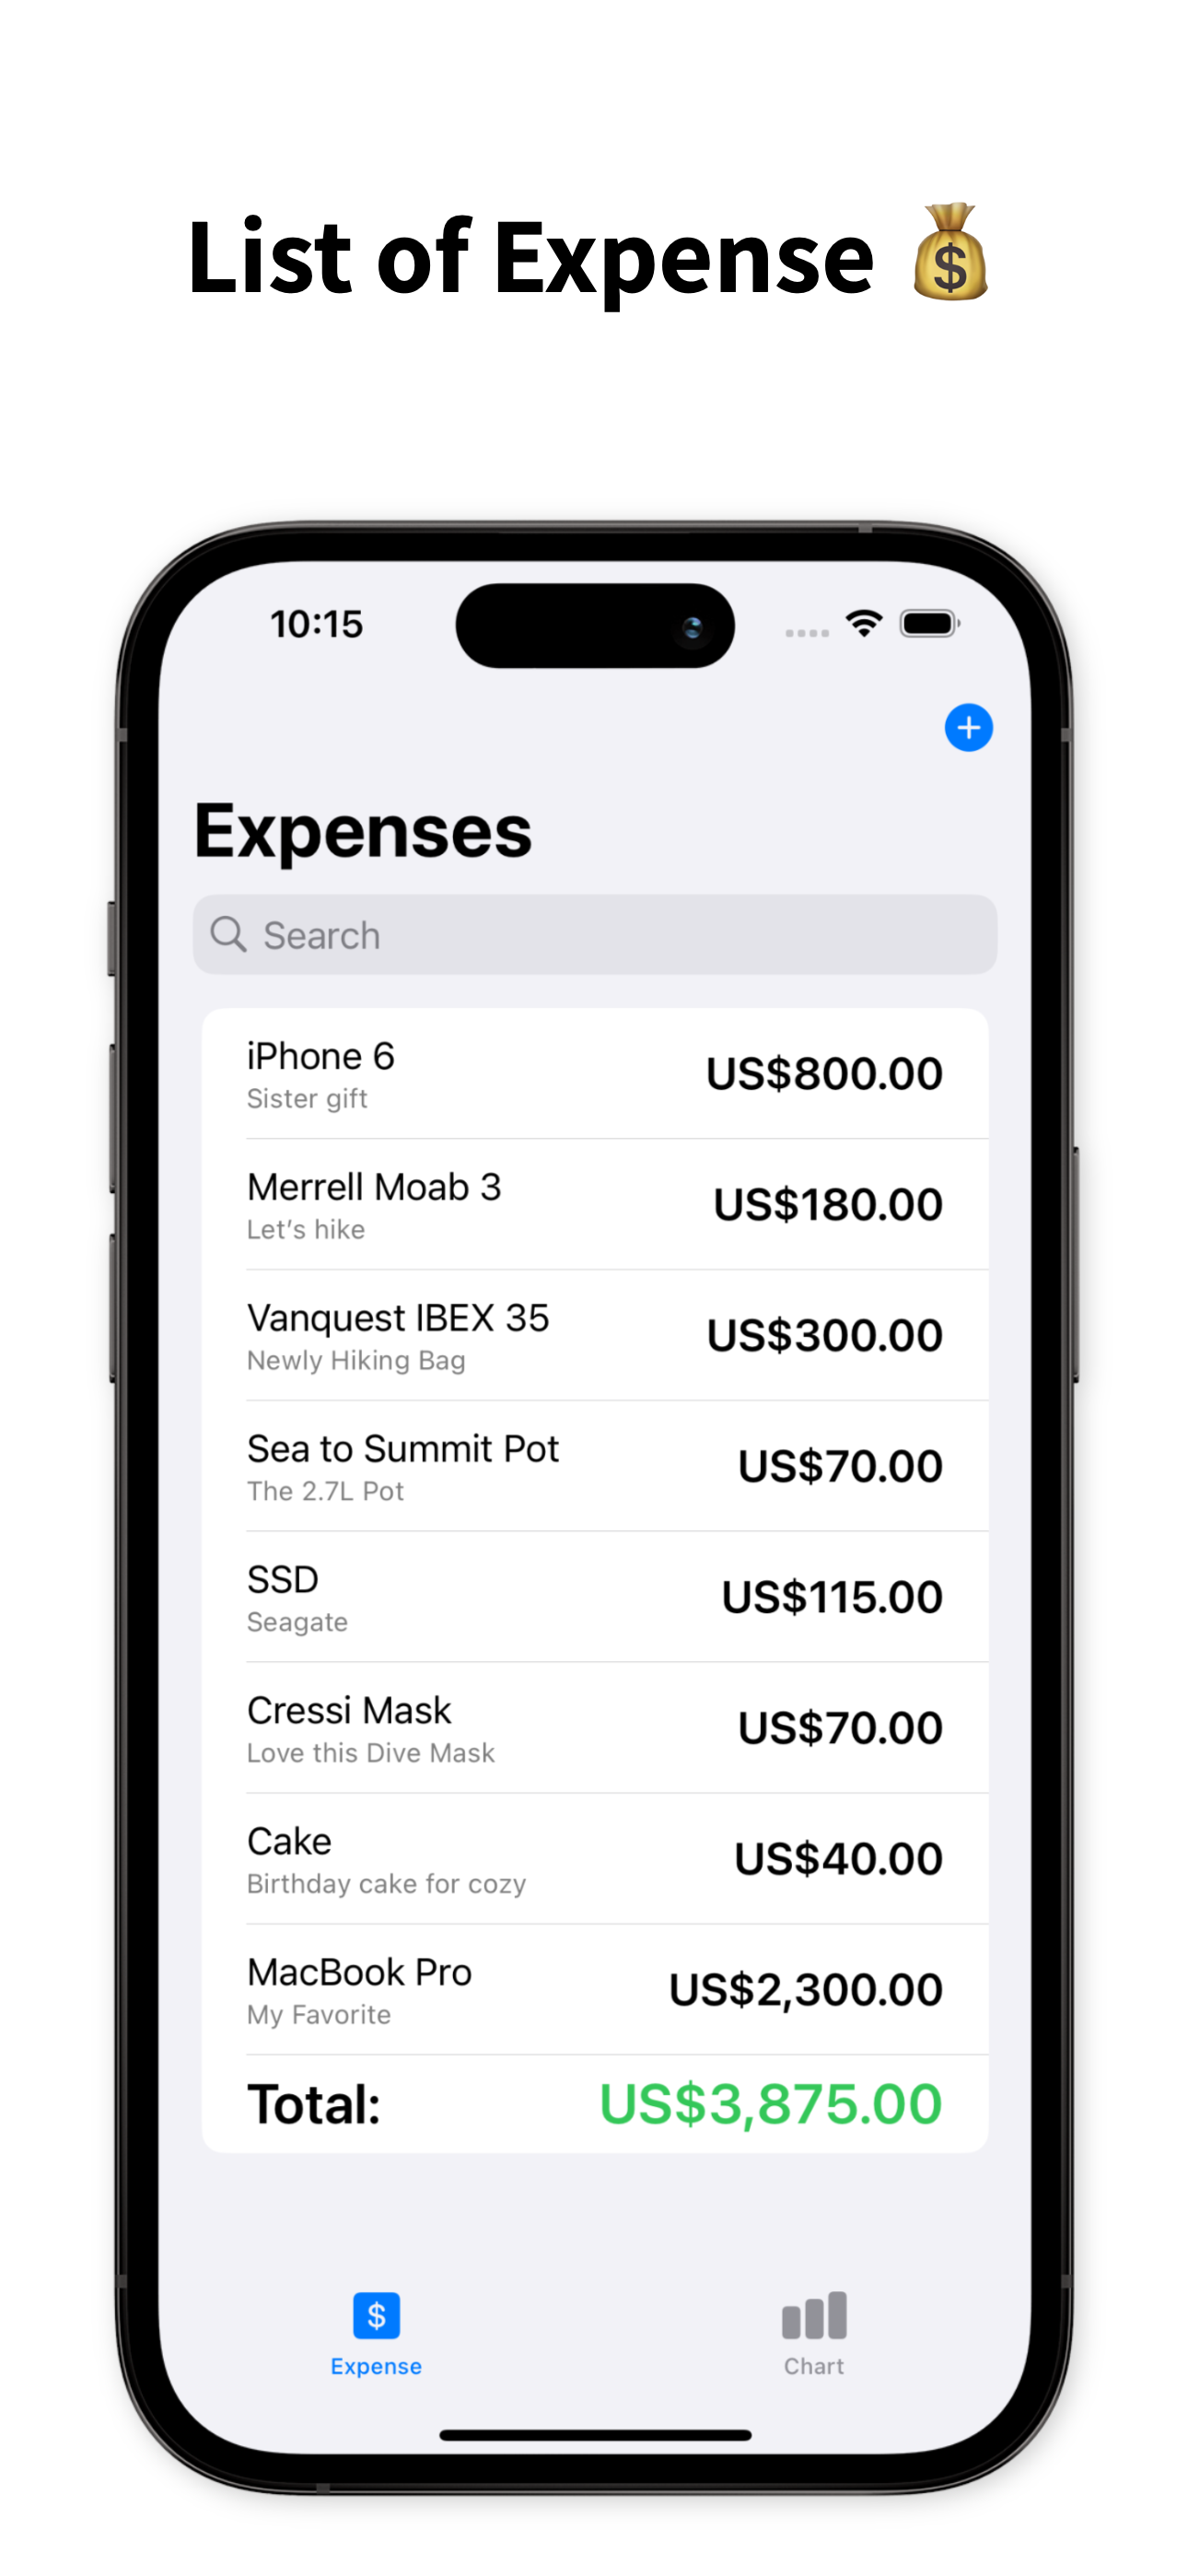 List of Expense 💰
10:15
Expenses
Search
iPhone 6
US$800.00
Sister gift
Merrell Moab 3
US$180.00
Let's hike
Vanquest IBEX 35
US$300.00
Newly Hiking Bag
Sea to Summit Pot
US$70.00
The 2.7L Pot
SSD
US$115.00
Seagate
Cressi Mask
US$70.00
Love this Dive Mask
Cake
US$40.00
Birthday cake for cozy
MacBook Pro
US$2,300.00
My Favorite
Total: US$3,875.00
Expense
Chart